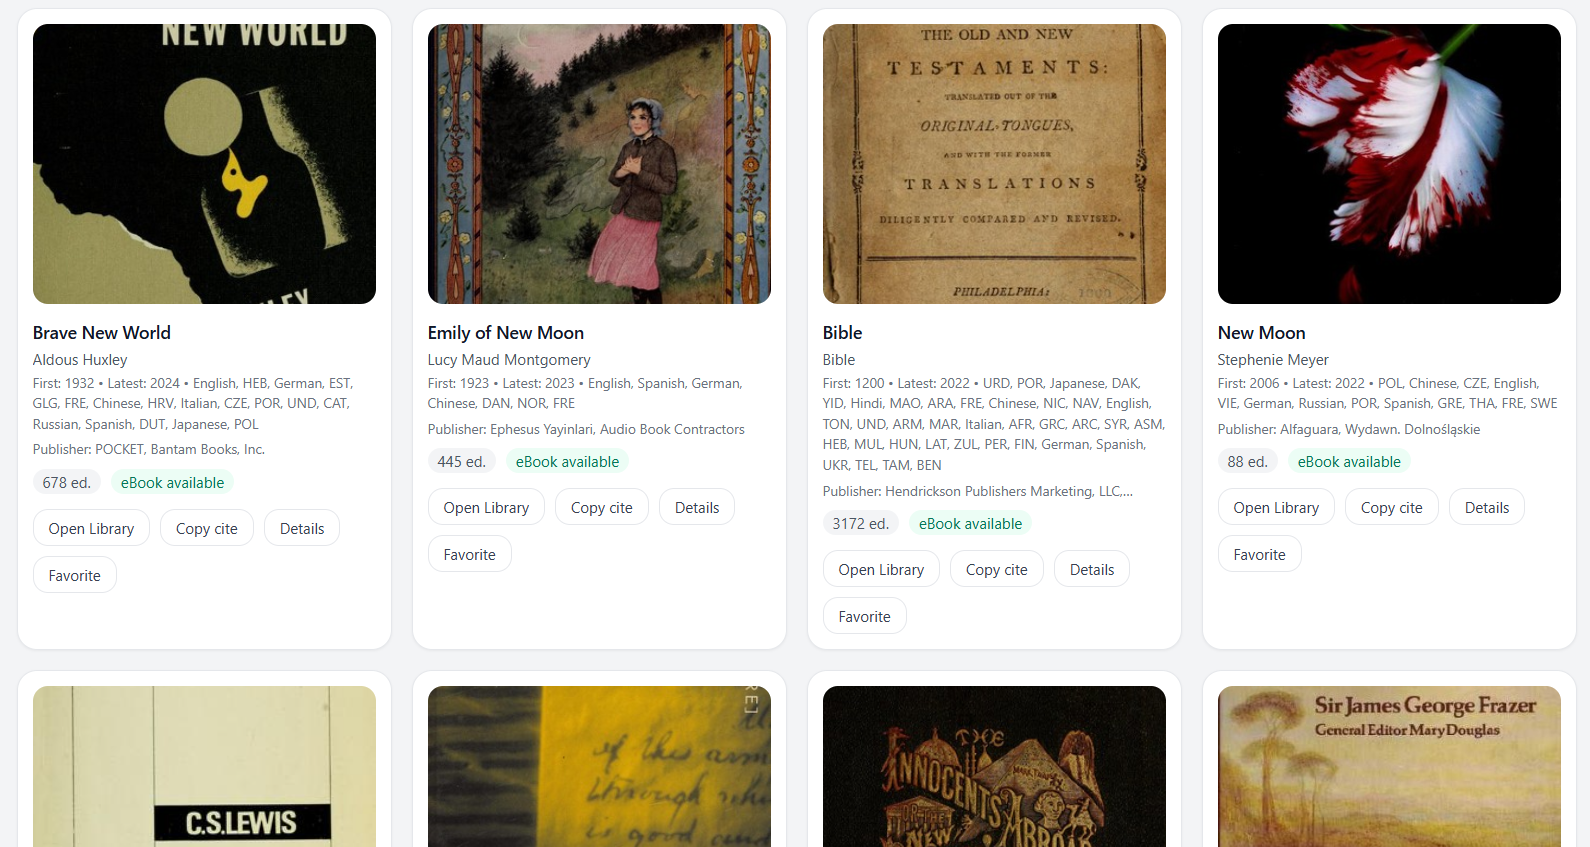 NEW WORLD
Brave New World
Aldous Huxley
First: 1932 • Latest: 2024 • English, HEB, German, EST,
GLG, FRE, Chinese, HRV, Italian, CZE, POR, UND, CAT,
Russian, Spanish, DUT, Japanese, POL
Publisher: POCKET, Bantam Books, Inc.
678 ed.
eBook available
Open Library
Copy cite
Details
Favorite
Emily of New Moon
Lucy Maud Montgomery
First: 1923 • Latest: 2023 • English, Spanish, German,
Chinese, DAN, NOR, FRE
Publisher: Ephesus Yayinlari, Audio Book Contractors
445 ed.
eBook available
Open Library
Copy cite
Details
Favorite
THE OLD AND NEW
TESTAMENTS:
TRANSLATED OUT OF THE
ORIGINAL TONGUES,
AND WITH THE FORMER
TRANSLATIONS
DILIGENTLY COMPARED AND REVISED.
PHILADELPHIA:
Bible
Bible
First: 1200 • Latest: 2022 • URD, POR, Japanese, DAK,
YID, Hindi, MAO, ARA, FRE, Chinese, NIC, NAV, English,
TON, UND, ARM, MAR, Italian, AFR, GRC, ARC, SYR, ASM,
HEB, MUL, HUN, LAT, ZUL, PER, FIN, German, Spanish,
UKR, TEL, TAM, BEN
Publisher: Hendrickson Publishers Marketing, LLC,...
3172 ed.
eBook available
Open Library
Copy cite
Details
Favorite
New Moon
Stephenie Meyer
First: 2006 • Latest: 2022 • POL, Chinese, CZE, English,
VIE, German, Russian, POR, Spanish, GRE, THA, FRE, SWE
Publisher: Alfaguara, Wydawn. Dolnośląskie
88 ed.
eBook available
Open Library
Copy cite
Details
Favorite
C.S. LEWIS
of this
through
is good and
THE
INNOCENTS
ABROAD
MARK TWAIN
OR THE
NEW
Sir James George Frazer
General Editor Mary Douglas